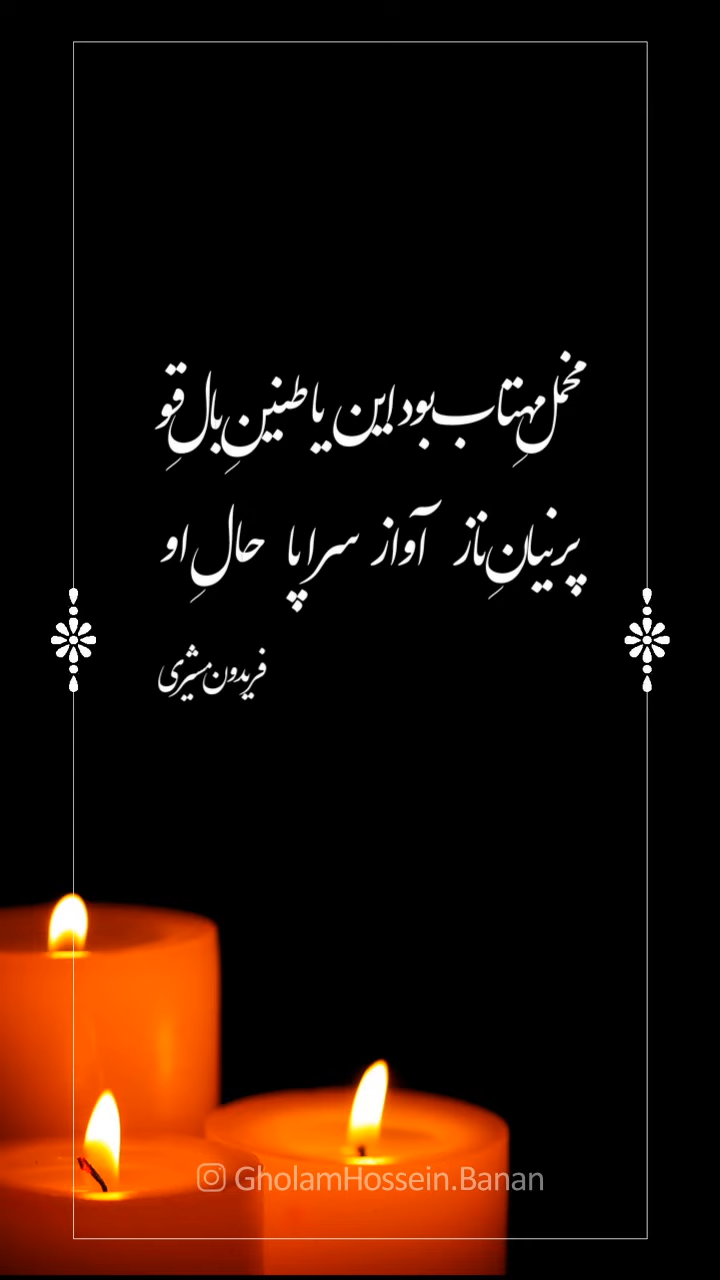 مخملِ مهتاب بود این یا طنینِ بالِ قو
پرنیانِ ناز آواز سراپا حالِ او
فریدون مشیری
GholamHossein.Banan